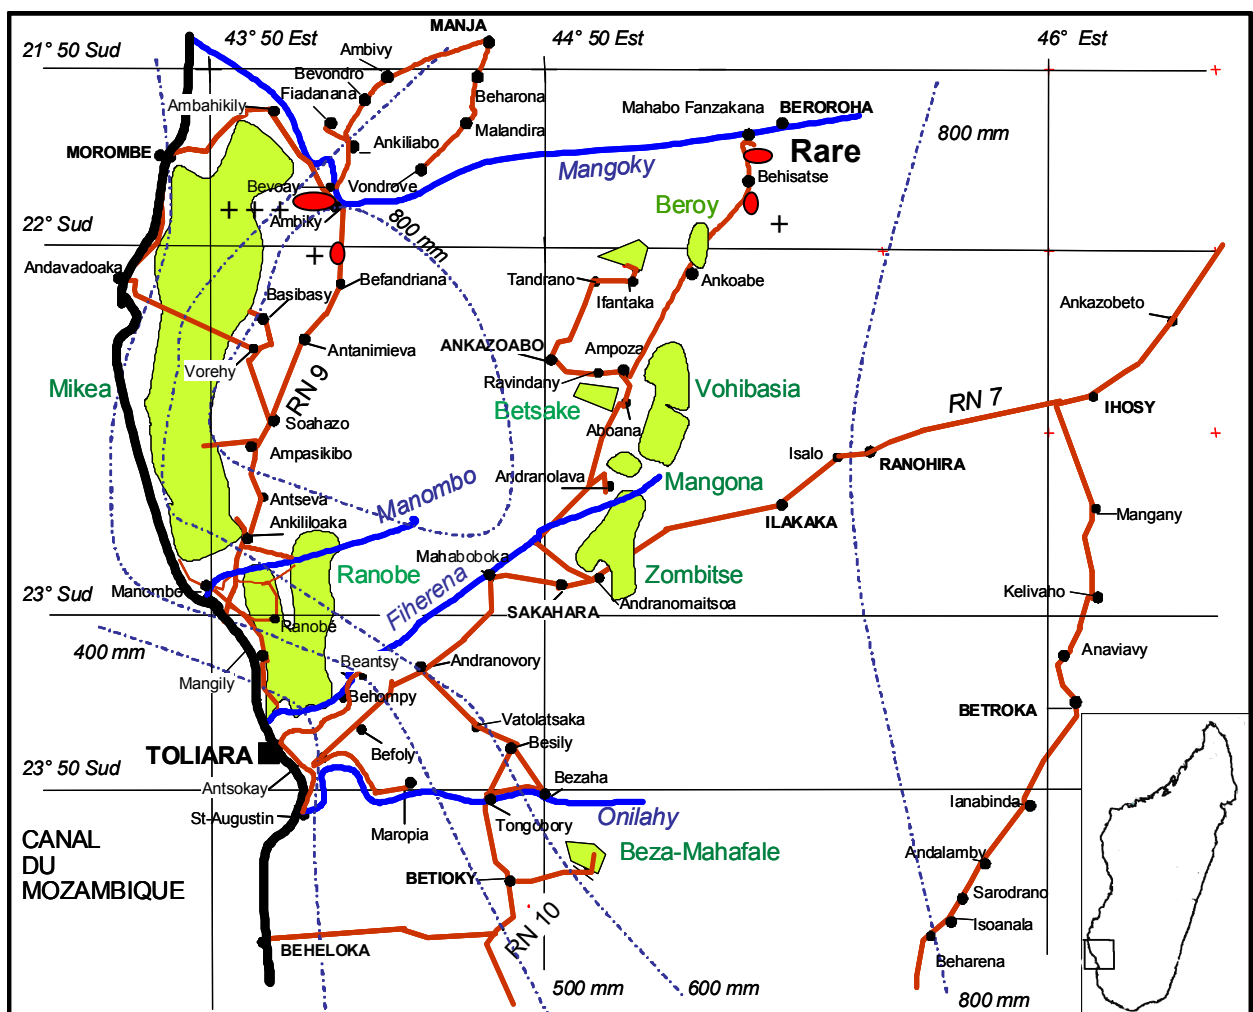 MANJA
43° 50 Est
44° 50 Est
46° Est
21° 50 Sud
Ambivy
Bevondro
Fiadanana
Beharona
Ambahikily
Mahabo Fanzakana
BEROROHA
Malandira
800 mm
Ankiliabo
MOROMBE
Rare
Mangoky
Bevoay
Vondrove
Behisatse
Beroy
Ambiky
800 mm
22° Sud
Andavadoaka
Tandrano
Ankoabe
Befandriana
Basibasy
Ifantaka
Ankazobeto
ANKAZOABO
Ampoza
Antanimieva
Vorehy
Ravindany
Mikea
RN 9
Vohibasia
RN 7
Betsake
IHOSY
Soahazo
Aboana
Ampasikibo
Isalo
RANOHIRA
Andranolava
Mangona
Antseva
Manombo
Mangany
Ankililoaka
ILAKAKA
Mahaboboka
Ranobe
Zombitse
Manombo
Fiherena
Kelivaho
23° Sud
SAKAHARA
Andranomaitsoa
Ranobe
400 mm
Beantsy
Andranovory
Anaviavy
Mangily
Behompy
BETROKA
Vatolatsaka
TOLIARA
Befoly
Besily
23° 50 Sud
Bezaha
Antsokay
Ianabinda
St-Augustin
Onilahy
Maropia
Tongobory
CANAL
DU
MOZAMBIQUE
Beza-Mahafale
Andalamby
BETIOKY
Sarodrano
RN 10
Isoanala
BEHELOKA
Beharena
500 mm
600 mm
800 mm